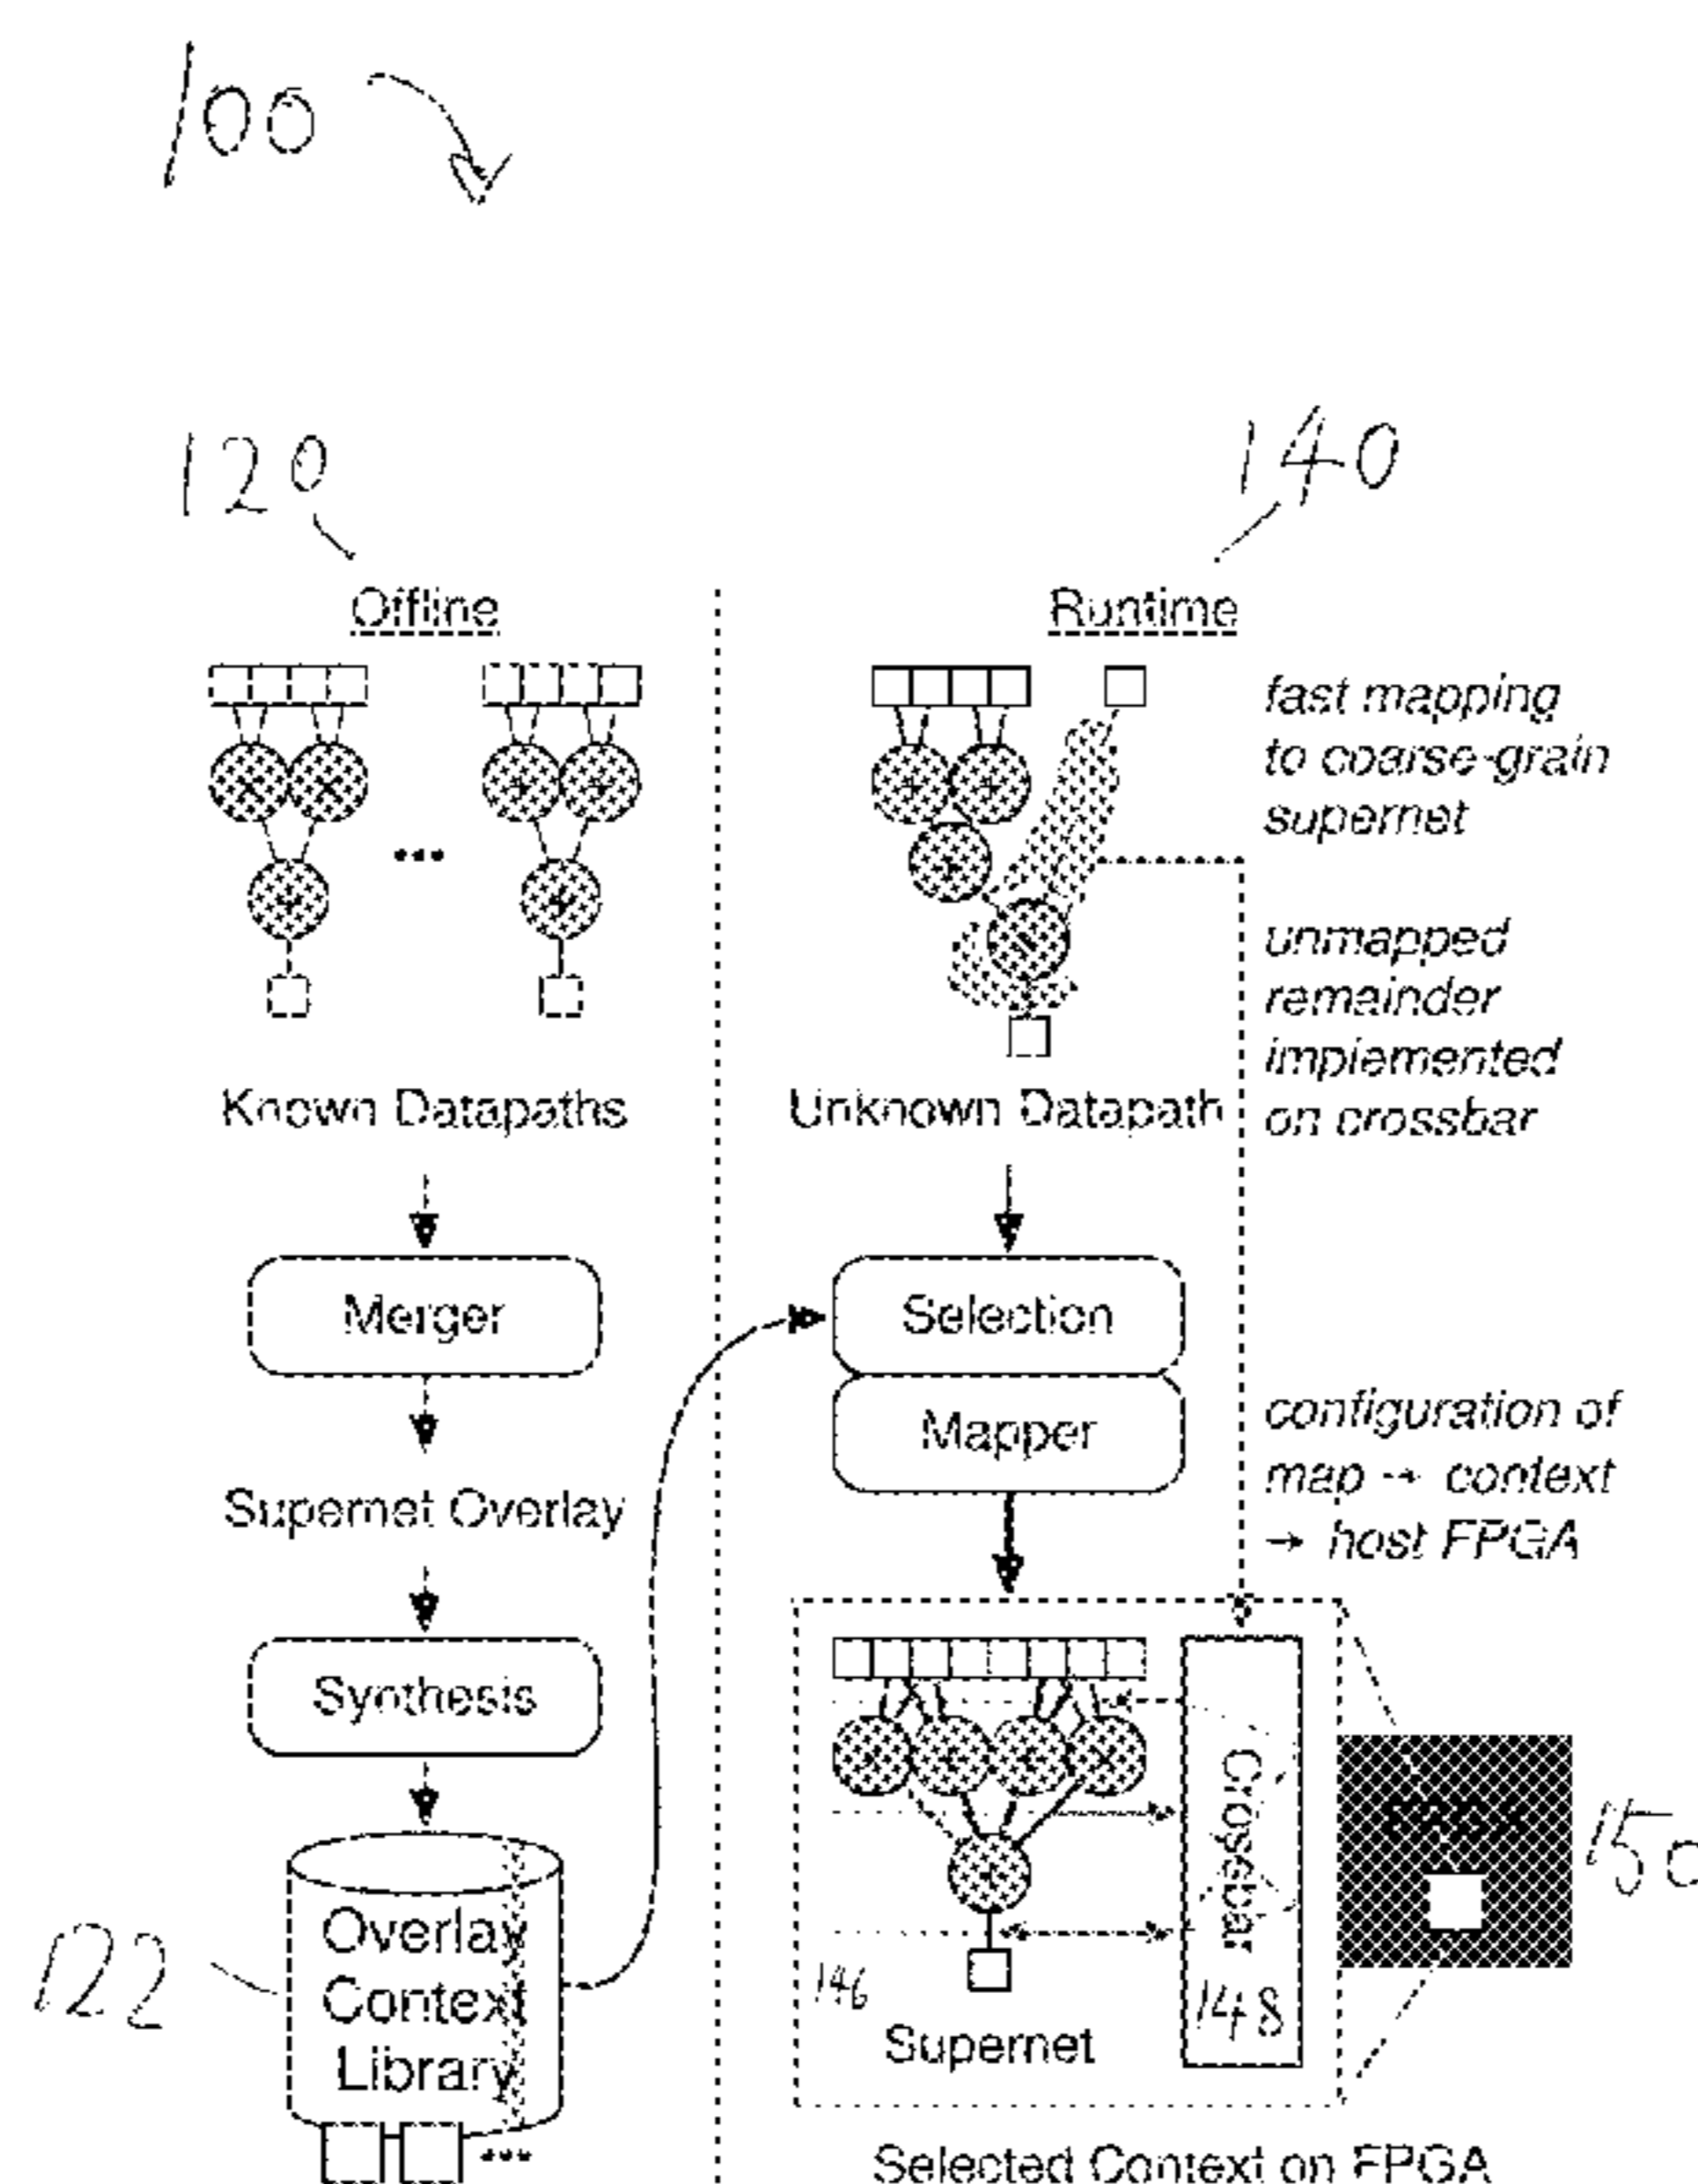 100
120
140
Offline
Runtime
fast mapping
to coarse-grain
supernet
...
unmapped
remainder
implemented
on crossbar
Known Datapaths
Unknown Datapath
Merger
Selection
Mapper
configuration of
map → context
→ host FPGA
Supernet Overlay
Synthesis
Crossbar
FPGA
150
122
Overlay
Context
Library
146
148
Supernet
...
Selected Context on FPGA